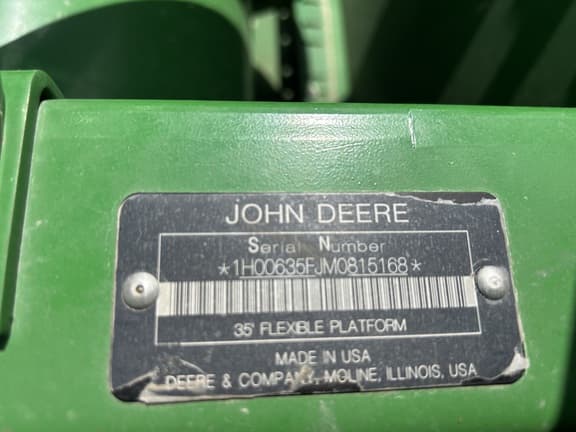 JOHN DEERE
Serial Number
*1H00635FJM0815168*
35' FLEXIBLE PLATFORM
MADE IN USA
DEERE & COMPANY, MOLINE, ILLINOIS, USA